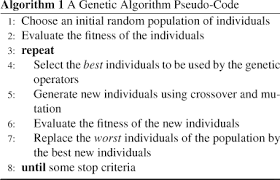 Algorithm 1 A Genetic Algorithm Pseudo-Code
1: Choose an initial random population of individuals
2: Evaluate the fitness of the individuals
3: repeat
4: Select the best individuals to be used by the genetic
operators
5: Generate new individuals using crossover and mu-
tation
6: Evaluate the fitness of the new individuals
7: Replace the worst individuals of the population by
the best new individuals
8: until some stop criteria